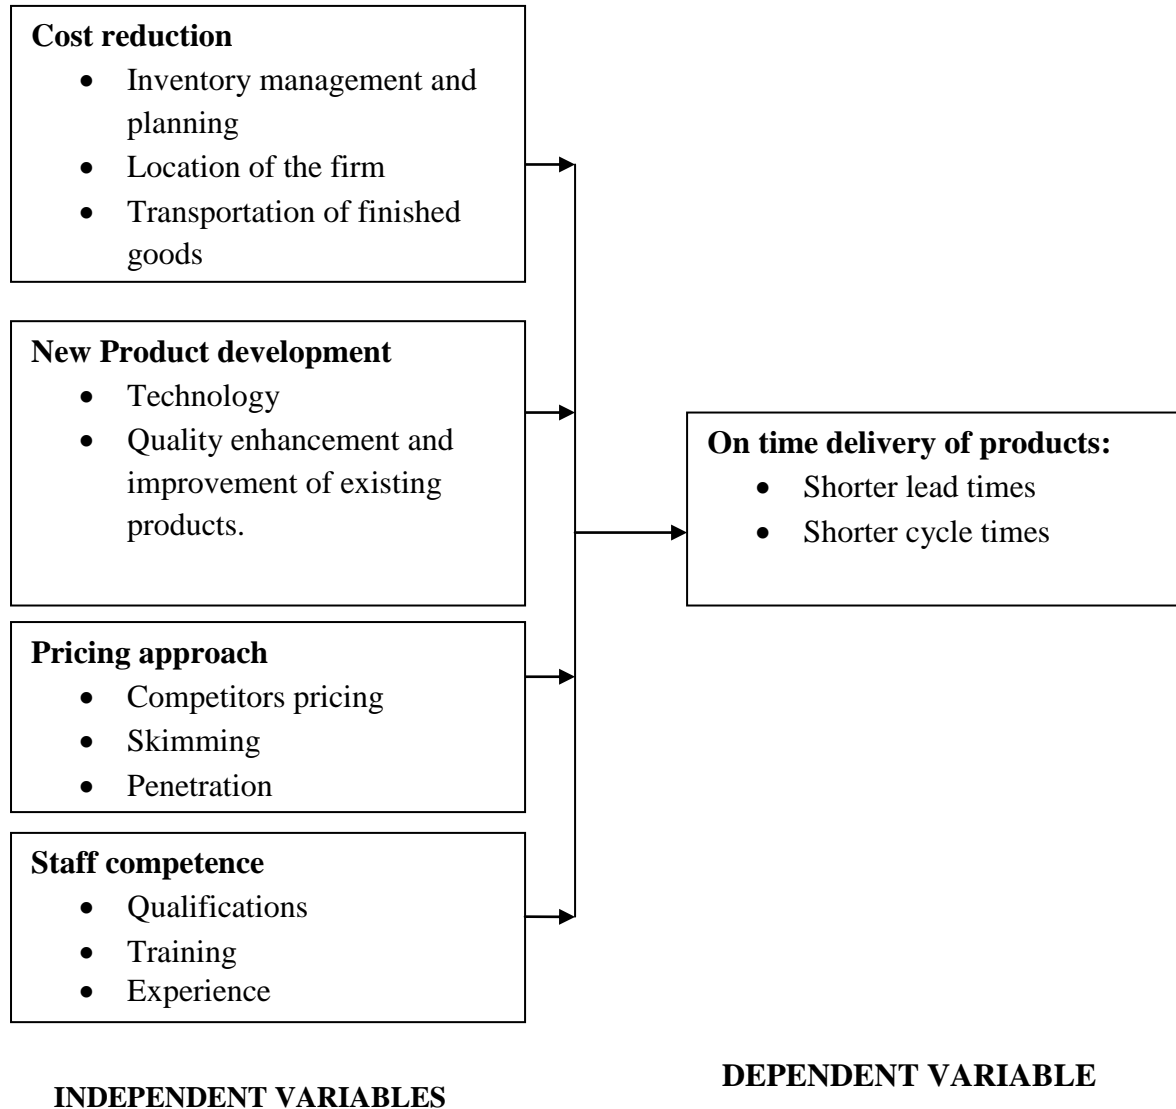 Cost reduction
• Inventory management and
planning
• Location of the firm
• Transportation of finished
goods
New Product development
• Technology
• Quality enhancement and
improvement of existing
products.
Pricing approach
• Competitors pricing
• Skimming
• Penetration
Staff competence
• Qualifications
• Training
• Experience
INDEPENDENT VARIABLES
On time delivery of products:
• Shorter lead times
• Shorter cycle times
DEPENDENT VARIABLE